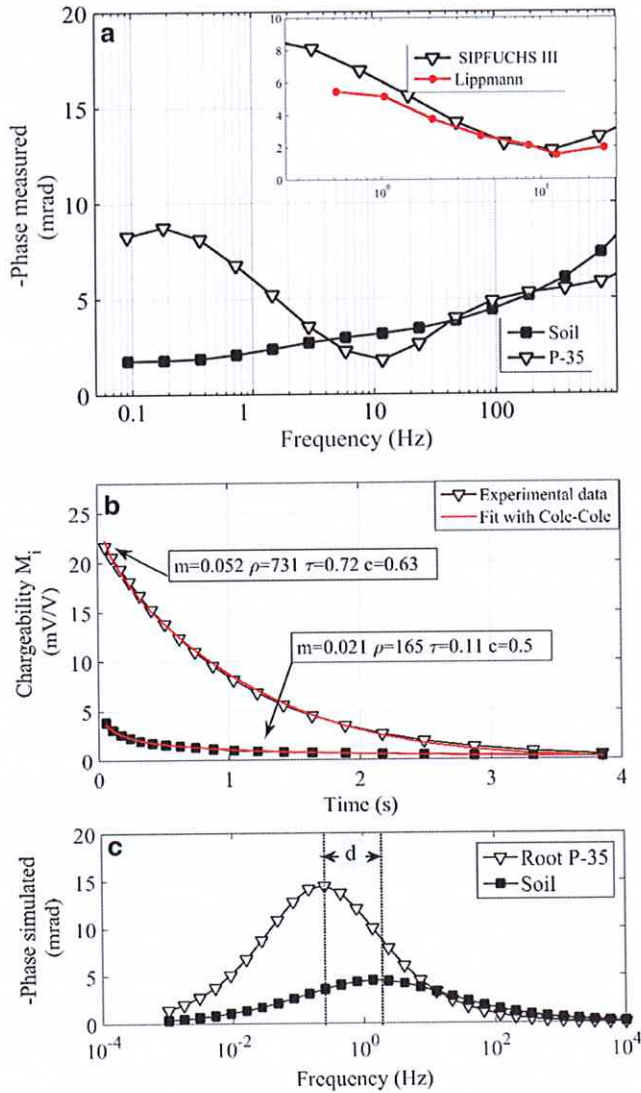 a
20
15
10
5
0
-Phase measured
(mrad)
10
8
6
4
2
0
SIPFUCHS III
Lippmann
10⁰
10¹
Soil
P-35
0.1
1
10
100
Frequency (Hz)
b
25
20
15
10
5
0
Chargeability Mᵢ
(mV/V)
Experimental data
Fit with Cole-Cole
m=0.052 ρ=731 τ=0.72 c=0.63
m=0.021 ρ=165 τ=0.11 c=0.5
0
1
2
3
4
Time (s)
c
20
15
10
5
0
-Phase simulated
(mrad)
d
Root P-35
Soil
10⁻⁴
10⁻²
10⁰
10²
10⁴
Frequency (Hz)